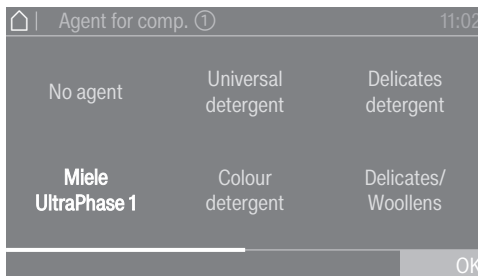 Agent for comp. ① 11:02
No agent
Universal
detergent
Delicates
detergent
Miele
UltraPhase 1
Colour
detergent
Delicates/
Woollens
OK